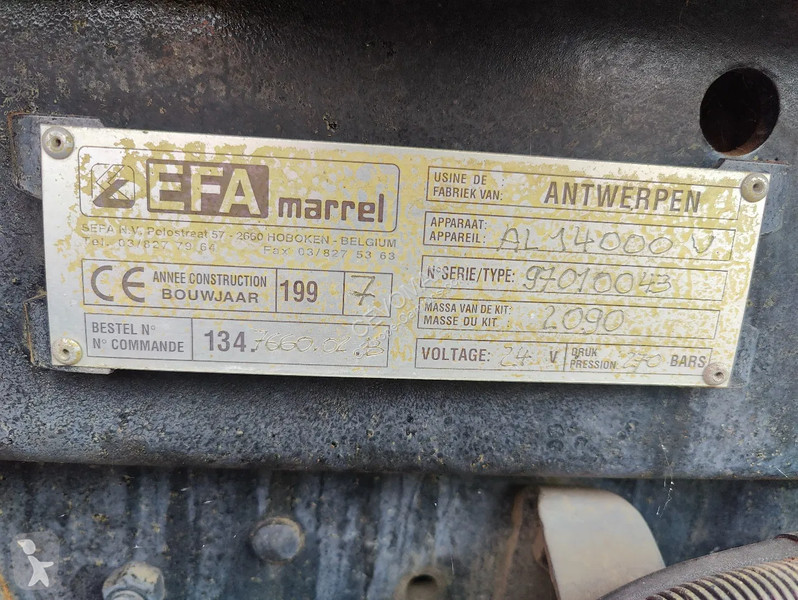 EFA marrel
SEFA N.V. Polostraat 57 - 2660 HOBOKEN - BELGIUM
Tel. 03/827 79 64 Fax 03/827 53 63
CE ANNEE CONSTRUCTION
BOUWJAAR 199 7
BESTEL N°
N° COMMANDE 134.
USINE DE
FABRIEK VAN: ANTWERPEN
APPARAAT:
APPAREIL: AL 14000 V
N° SERIE/TYPE: 97010043
MASSA VAN DE KIT:
MASSE DU KIT : 2090
VOLTAGE: 24 V
DRUK
PRESSION 270 BARS